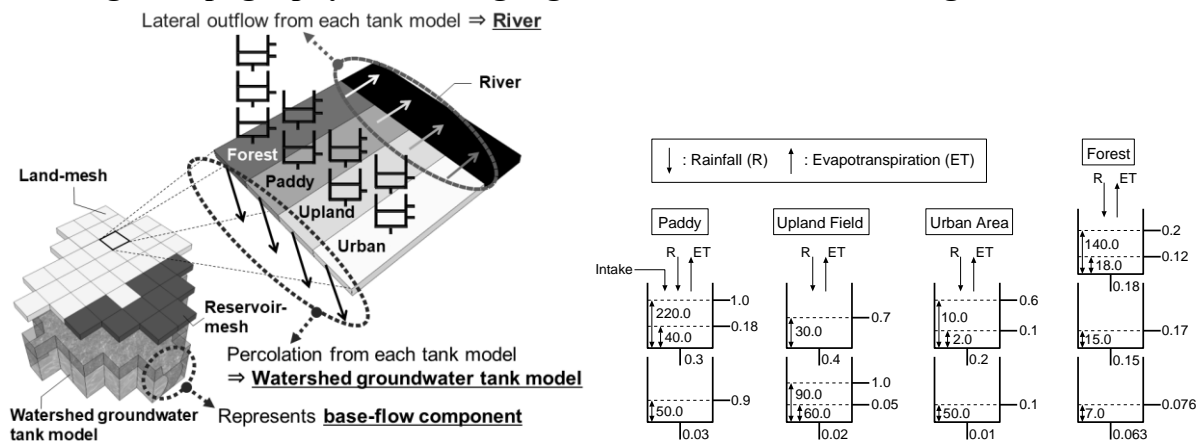 Lateral outflow from each tank model ⇒ River
River
Forest
Paddy
Upland
Urban
Land-mesh
Reservoir-
mesh
Percolation from each tank model
⇒ Watershed groundwater tank model
Watershed groundwater
tank model
Represents base-flow component
: Rainfall (R) : Evapotranspiration (ET)
Paddy
R ET
Intake
220.0
40.0
1.0
0.18
0.3
50.0
0.9
0.03
Upland Field
R ET
30.0
0.7
0.4
90.0
60.0
1.0
0.05
0.02
Urban Area
R ET
10.0
2.0
0.6
0.1
0.2
50.0
0.1
0.01
Forest
R ET
140.0
18.0
0.2
0.12
0.18
15.0
0.17
0.15
7.0
0.076
0.063